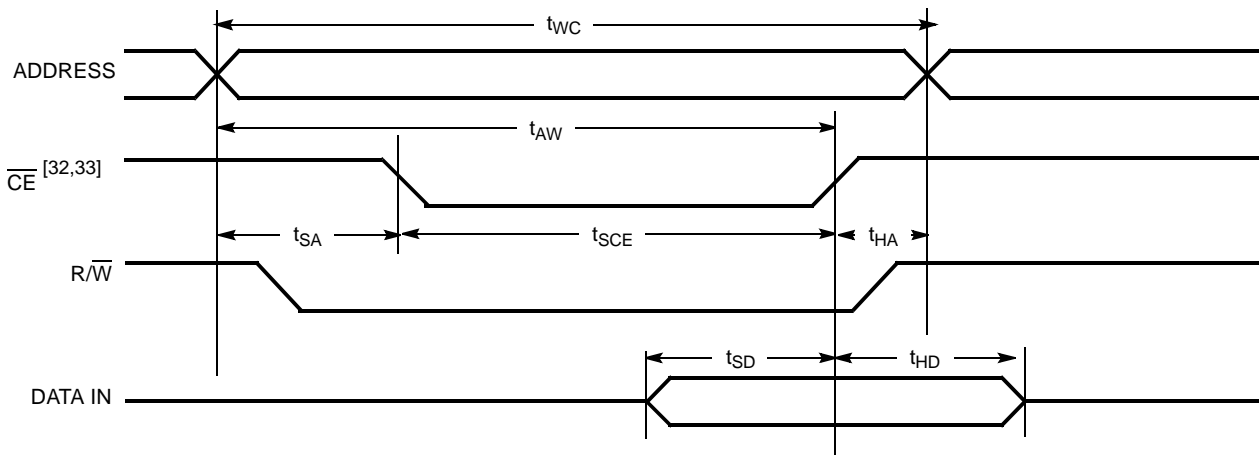 tWC
ADDRESS
tAW
CE [32,33]
tSA
tSCE
tHA
R/W
tSD
tHD
DATA IN